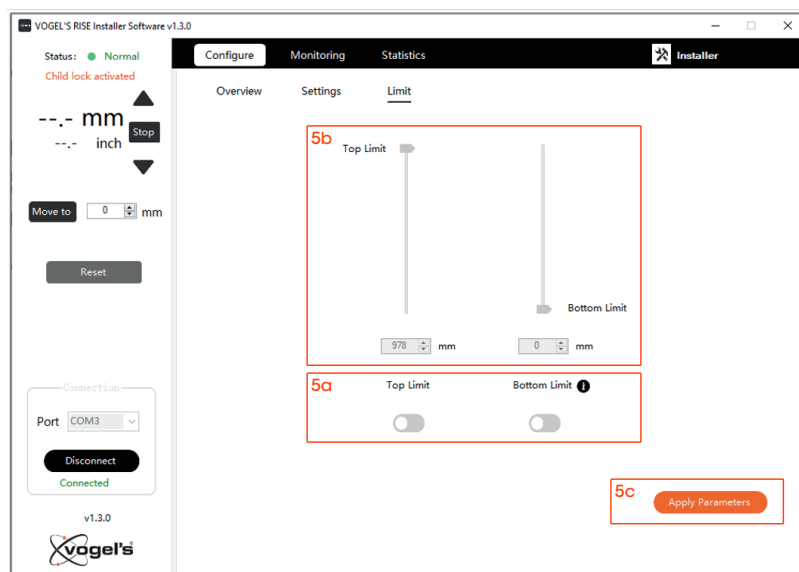 VOGEL'S RISE Installer Software v1.3.0
Status: Normal
Child lock activated
--.- mm
--.- inch
Stop
Move to 0 mm
Reset
Connection
Port COM3
Disconnect
Connected
v1.3.0
vogel's
Configure Monitoring Statistics Installer
Overview Settings Limit
5b
Top Limit
Bottom Limit
978 mm 0 mm
5a
Top Limit Bottom Limit
5c
Apply Parameters